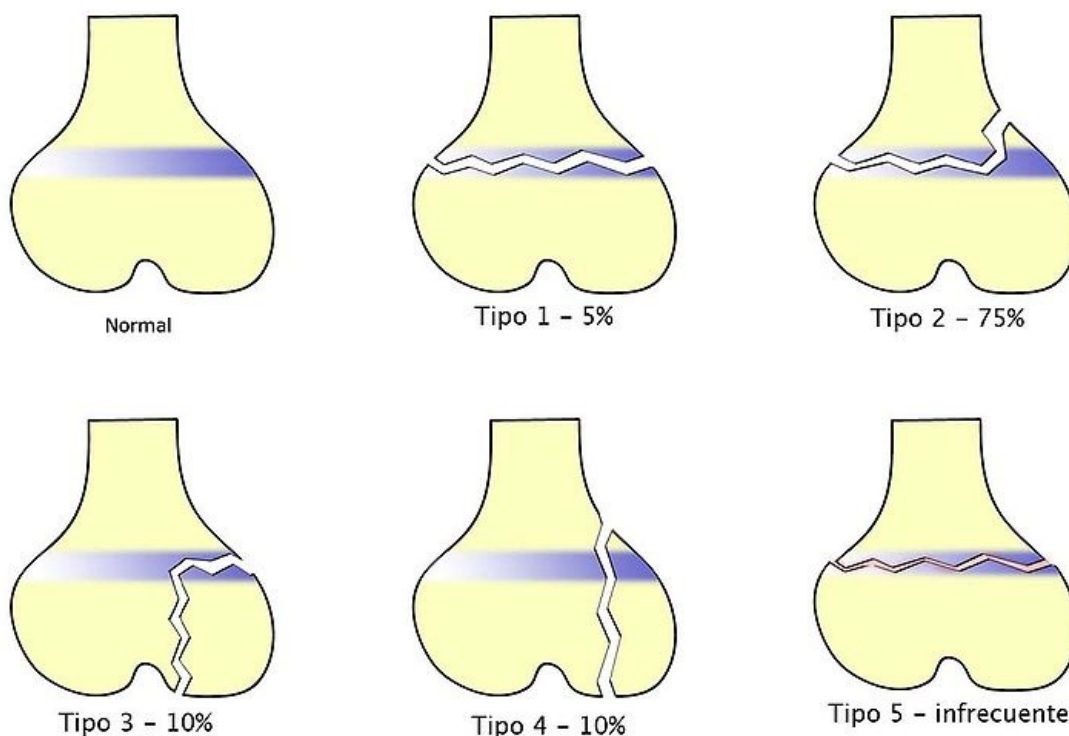 Normal
Tipo 1 – 5%
Tipo 2 – 75%
Tipo 3 – 10%
Tipo 4 – 10%
Tipo 5 – infrecuente